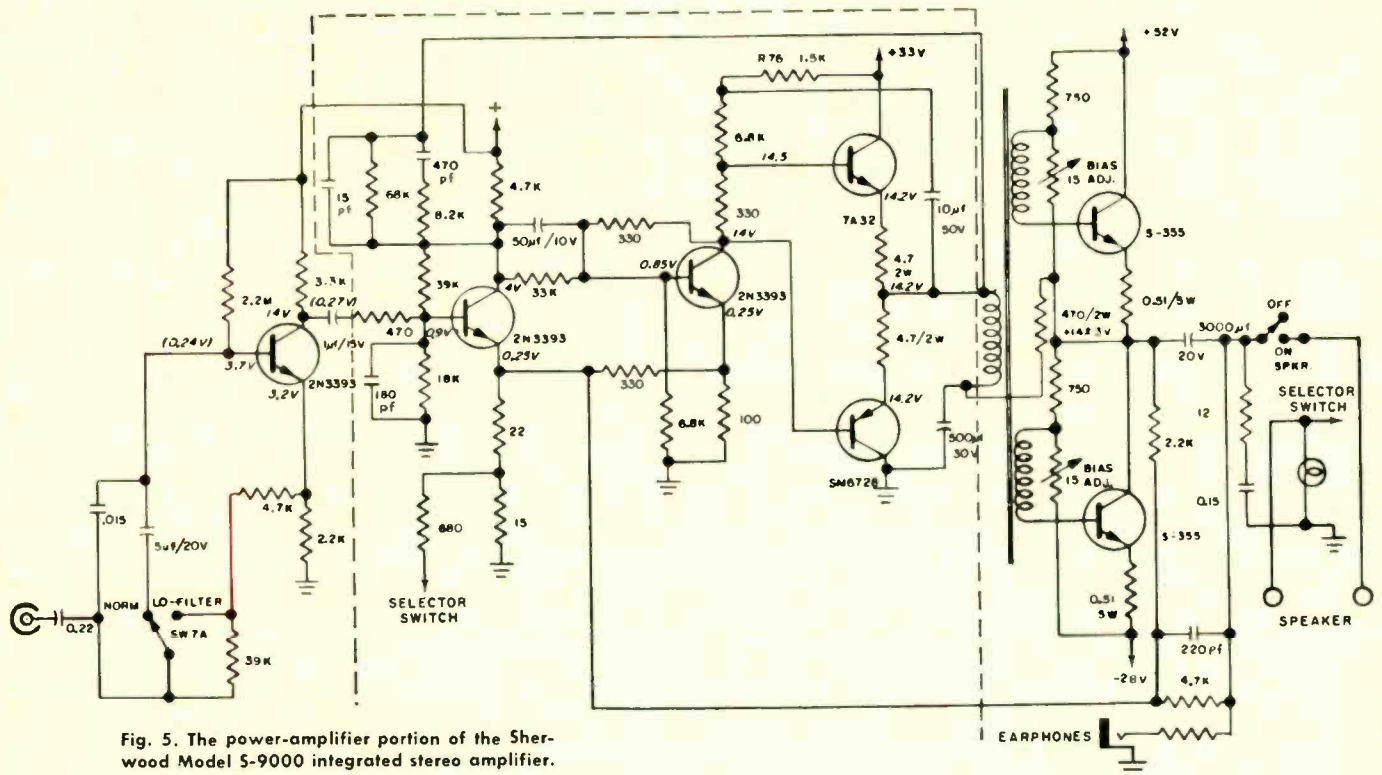 +52V
R76 1.5K
+33V
750
+
470
pf
4.7K
6.8K
14.5
BIAS
15 ADJ.
15
pf
68K
8.2K
14.2V
10µf
50V
330
7A32
S-355
50µf/10V
330
14V
4.7
2W
14.2V
2.2M
3.3K
39K
4V
33K
0.85V
2N3393
0.25V
0.51/5W
OFF
14V
(0.27V)
470/2W
+14±3V
3000µf
20V
ON
SPKR.
(0.24V)
3.7V
1µf/15V
470
0.9V
2N3393
0.25V
4.7/2W
2N3393
3.2V
180
pf
18K
330
14.2V
750
SELECTOR
SWITCH
6.8K
100
12
22
500µf
30V
2.2K
BIAS
15 ADJ.
SM6728
.015
4.7K
5µf/20V
2.2K
680
15
0.15
S-355
NORM
LO-FILTER
SELECTOR
SWITCH
0.51
5W
SPEAKER
0.22
SW7A
39K
220pf
-28V
4.7K
EARPHONES
Fig. 5. The power-amplifier portion of the Sher-
wood Model S-9000 integrated stereo amplifier.